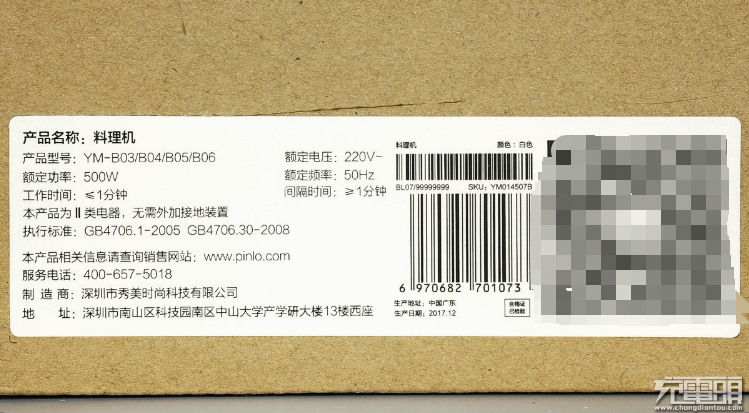 产品名称：料理机
产品型号：YM-B03/B04/B05/B06
额定功率：500W
工作时间：≤1分钟
额定电压：220V~
额定频率：50Hz
间隔时间：≥1分钟
本产品为Ⅱ类电器，无需外加接地装置
执行标准：GB4706.1-2005 GB4706.30-2008
本产品相关信息请查询销售网站：www.pinlo.com
服务电话：400-657-5018
制造商：深圳市秀美时尚科技有限公司
地址：深圳市南山区科技园南区中山大学产学研大楼13楼西座
料理机 颜色：白色
BL07/99999999 SKU：YM014507B
6 970682 701073
生产地址：中国广东
生产日期：2017.12
合格证
已检验
充電頭
www.chongdiantou.com